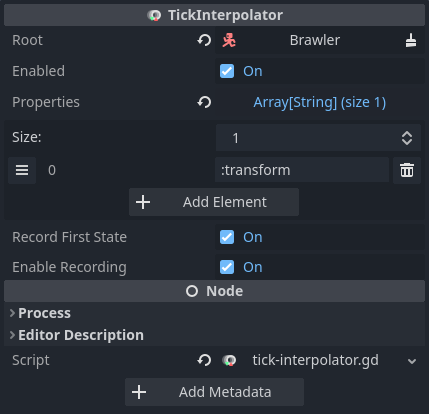 TickInterpolator
Root Brawler
Enabled On
Properties Array[String] (size 1)
Size: 1
0 :transform
Add Element
Record First State On
Enable Recording On
Node
Process
Editor Description
Script tick-interpolator.gd
Add Metadata